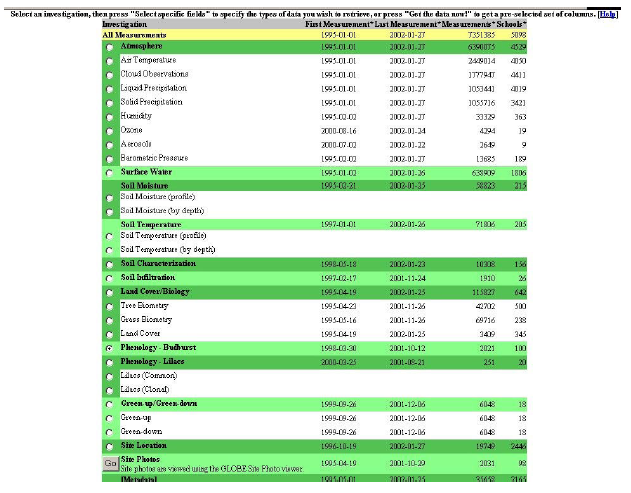 Select an investigation, then press "Select specific fields" to specify the types of data you wish to retrieve, or press "Get the data now!" to get a pre-selected set of columns. [Help]
Investigation First Measurement* Last Measurement* Measurements* Schools*
All Measurements 1995-01-01 2002-01-27 7351385 5098
Atmosphere 1995-01-01 2002-01-27 6390075 4529
Air Temperature 1995-01-01 2002-01-27 2449014 4050
Cloud Observations 1995-01-01 2002-01-27 1777947 4411
Liquid Precipitation 1995-01-01 2002-01-27 1053441 4019
Solid Precipitation 1995-01-01 2002-01-27 1055716 3421
Humidity 1995-02-02 2002-01-27 33329 363
Ozone 2000-08-16 2002-01-24 4294 19
Aerosols 2000-07-02 2002-01-22 2649 9
Barometric Pressure 1995-02-02 2002-01-27 13685 189
Surface Water 1995-01-01 2002-01-26 638909 1006
Soil Moisture 1995-02-21 2002-01-25 58823 215
Soil Moisture (profile)
Soil Moisture (by depth)
Soil Temperature 1997-01-01 2002-01-26 71806 205
Soil Temperature (profile)
Soil Temperature (by depth)
Soil Characterization 1998-05-18 2002-01-23 10308 156
Soil Infiltration 1997-02-17 2001-11-24 1910 26
Land Cover/Biology 1995-04-19 2002-01-25 115827 642
Tree Biometry 1995-04-23 2001-11-26 42702 500
Grass Biometry 1995-05-16 2001-11-26 69716 238
Land Cover 1995-04-19 2002-01-25 3409 345
Phenology - Budburst 1998-03-30 2001-10-12 2021 100
Phenology - Lilacs 2000-03-25 2001-08-21 251 20
Lilacs (Common)
Lilacs (Clonal)
Green-up/Green-down 1999-09-26 2001-12-06 6048 18
Green-up 1999-09-26 2001-12-06 6048 18
Green-down 1999-09-26 2001-12-06 6048 18
Site Location 1996-10-19 2002-01-27 19749 2446
Go Site Photos 1995-04-19 2001-10-29 2031 92
Site photos are viewed using the GLOBE Site Photo viewer.
[Metadata] 1995-05-01 2002-01-25 35658 2165